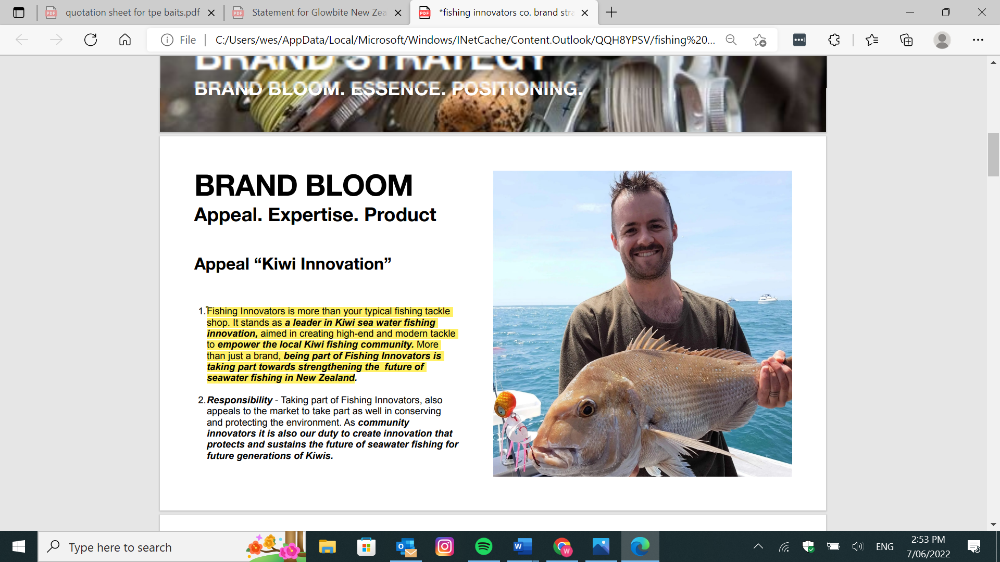 quotation sheet for tpe baits.pdf
Statement for Glowbite New Zea
*fishing innovators co. brand stra
File
C:/Users/wes/AppData/Local/Microsoft/Windows/INetCache/Content.Outlook/QQH8YPSV/fishing%20...
BRAND STRATEGY
BRAND BLOOM. ESSENCE. POSITIONING.
BRAND BLOOM
Appeal. Expertise. Product
Appeal “Kiwi Innovation”
1. Fishing Innovators is more than your typical fishing tackle
shop. It stands as a leader in Kiwi sea water fishing
innovation, aimed in creating high-end and modern tackle
to empower the local Kiwi fishing community. More
than just a brand, being part of Fishing Innovators is
taking part towards strengthening the future of
seawater fishing in New Zealand.
2. Responsibility - Taking part of Fishing Innovators, also
appeals to the market to take part as well in conserving
and protecting the environment. As community
innovators it is also our duty to create innovation that
protects and sustains the future of seawater fishing for
future generations of Kiwis.
Type here to search
ENG
2:53 PM
7/06/2022